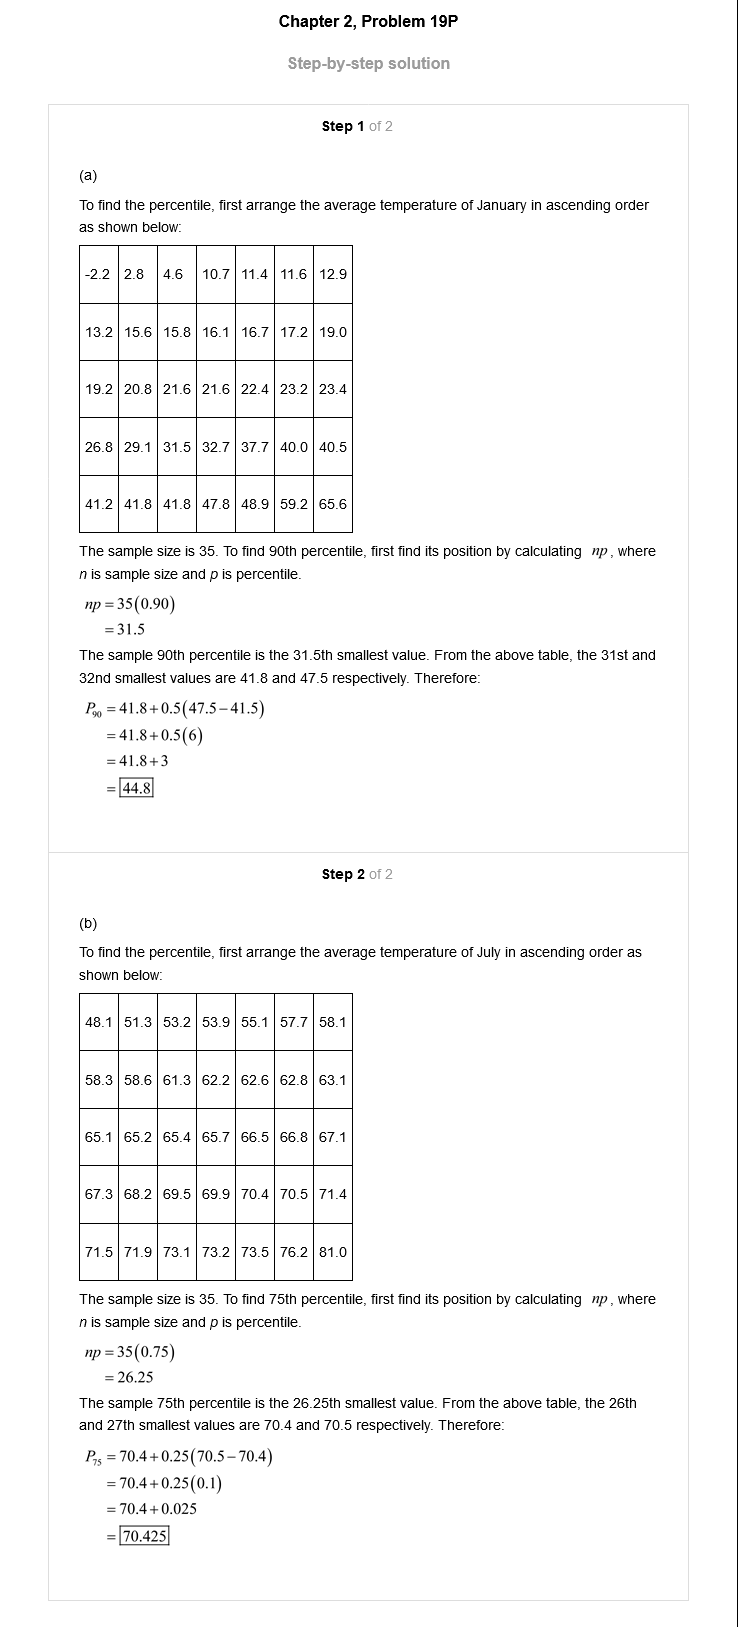 Chapter 2, Problem 19P
Step-by-step solution
Step 1 of 2
(a)
To find the percentile, first arrange the average temperature of January in ascending order
as shown below:
-2.2 2.8 4.6 10.7 11.4 11.6 12.9
13.2 15.6 15.8 16.1 16.7 17.2 19.0
19.2 20.8 21.6 21.6 22.4 23.2 23.4
26.8 29.1 31.5 32.7 37.7 40.0 40.5
41.2 41.8 41.8 47.8 48.9 59.2 65.6
The sample size is 35. To find 90th percentile, first find its position by calculating np, where
n is sample size and p is percentile.
np = 35(0.90)
= 31.5
The sample 90th percentile is the 31.5th smallest value. From the above table, the 31st and
32nd smallest values are 41.8 and 47.5 respectively. Therefore:
P₉₀ = 41.8 + 0.5(47.5 − 41.5)
= 41.8 + 0.5(6)
= 41.8 + 3
= 44.8
Step 2 of 2
(b)
To find the percentile, first arrange the average temperature of July in ascending order as
shown below:
48.1 51.3 53.2 53.9 55.1 57.7 58.1
58.3 58.6 61.3 62.2 62.6 62.8 63.1
65.1 65.2 65.4 65.7 66.5 66.8 67.1
67.3 68.2 69.5 69.9 70.4 70.5 71.4
71.5 71.9 73.1 73.2 73.5 76.2 81.0
The sample size is 35. To find 75th percentile, first find its position by calculating np, where
n is sample size and p is percentile.
np = 35(0.75)
= 26.25
The sample 75th percentile is the 26.25th smallest value. From the above table, the 26th
and 27th smallest values are 70.4 and 70.5 respectively. Therefore:
P₇₅ = 70.4 + 0.25(70.5 − 70.4)
= 70.4 + 0.25(0.1)
= 70.4 + 0.025
= 70.425